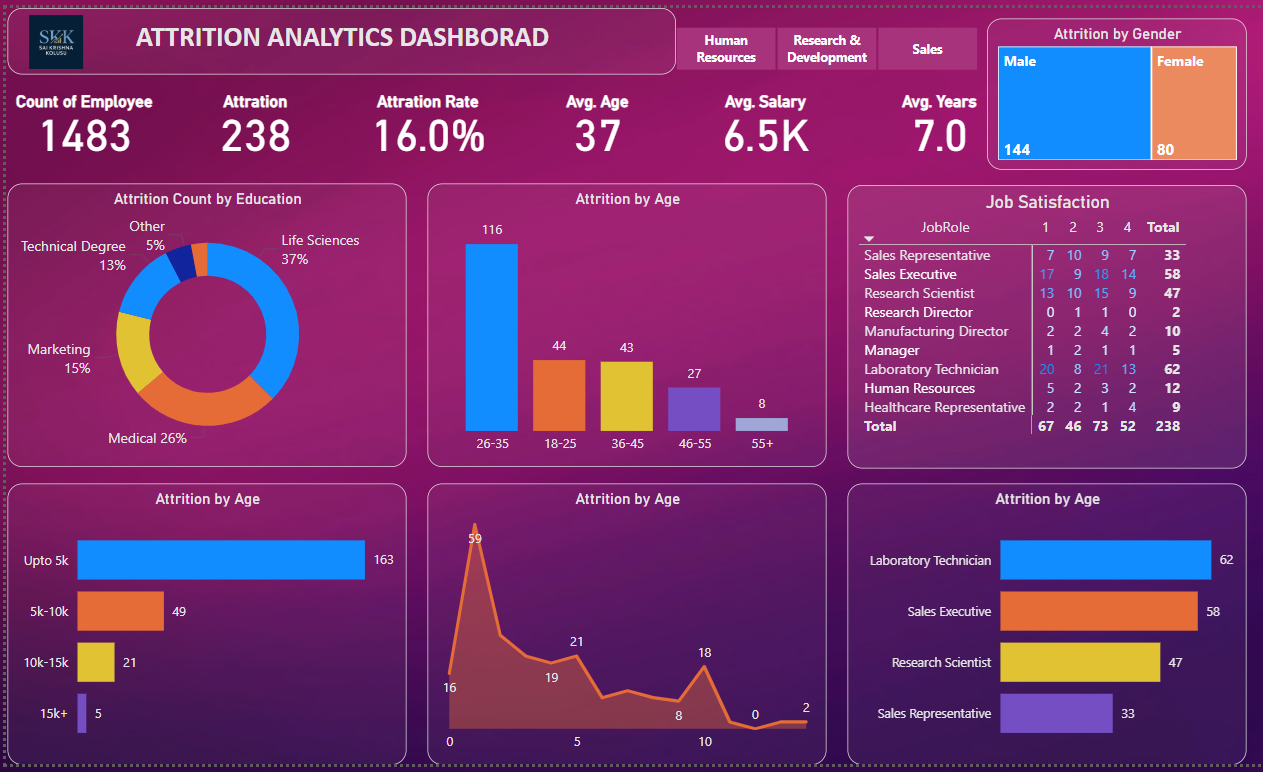 SKK
SAI KRISHNA
KOLUSU
ATTRITION ANALYTICS DASHBORAD
Human
Resources
Research &
Development
Sales
Attrition by Gender
Male
144
Female
80
Count of Employee
1483
Attration
238
Attration Rate
16.0%
Avg. Age
37
Avg. Salary
6.5K
Avg. Years
7.0
Attrition Count by Education
Other
5%
Technical Degree
13%
Life Sciences
37%
Marketing
15%
Medical 26%
Attrition by Age
116
44
43
27
8
26-35 18-25 36-45 46-55 55+
Job Satisfaction
JobRole 1 2 3 4 Total
Sales Representative 7 10 9 7 33
Sales Executive 17 9 18 14 58
Research Scientist 13 10 15 9 47
Research Director 0 1 1 0 2
Manufacturing Director 2 2 4 2 10
Manager 1 2 1 1 5
Laboratory Technician 20 8 21 13 62
Human Resources 5 2 3 2 12
Healthcare Representative 2 2 1 4 9
Total 67 46 73 52 238
Attrition by Age
Upto 5k 163
5k-10k 49
10k-15k 21
15k+ 5
Attrition by Age
59
16
19
21
8
18
0
2
0 5 10
Attrition by Age
Laboratory Technician 62
Sales Executive 58
Research Scientist 47
Sales Representative 33